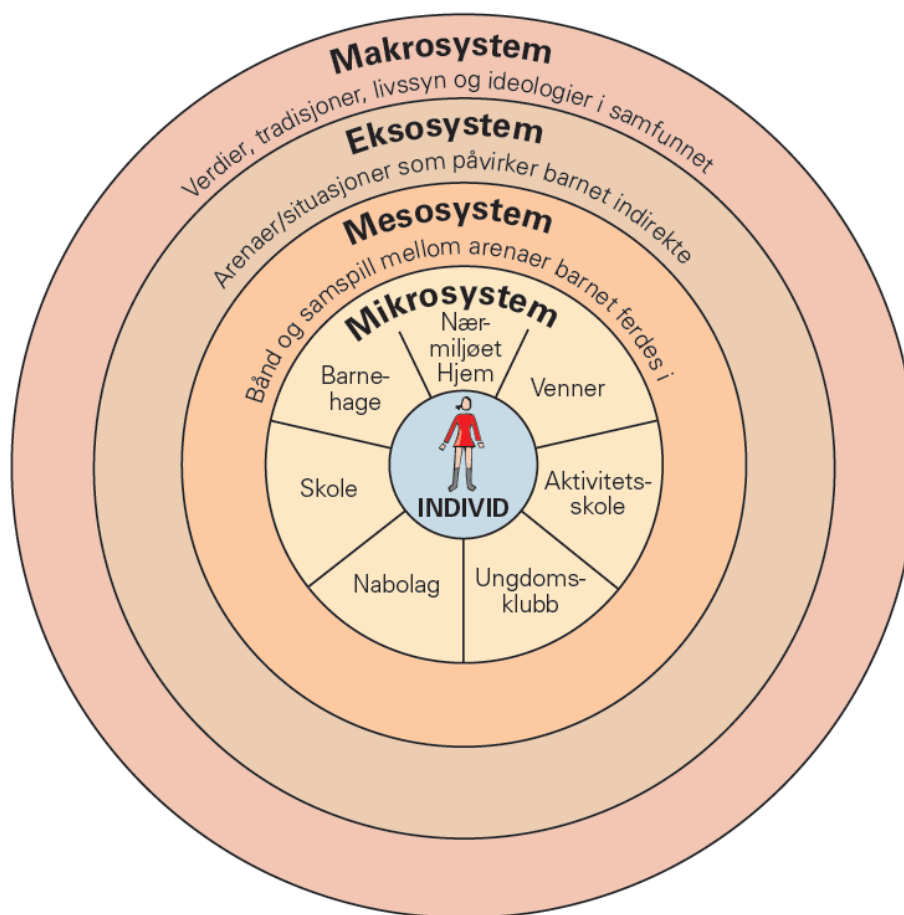 Makrosystem
Verdier, tradisjoner, livssyn og ideologier i samfunnet
Eksosystem
Arenaer/situasjoner som påvirker barnet indirekte
Mesosystem
Bånd og samspill mellom arenaer barnet ferdes i
Mikrosystem
Nær-
miljøet
Hjem
Barne-
hage
Venner
Skole
INDIVID
Aktivitets-
skole
Nabolag
Ungdoms-
klubb